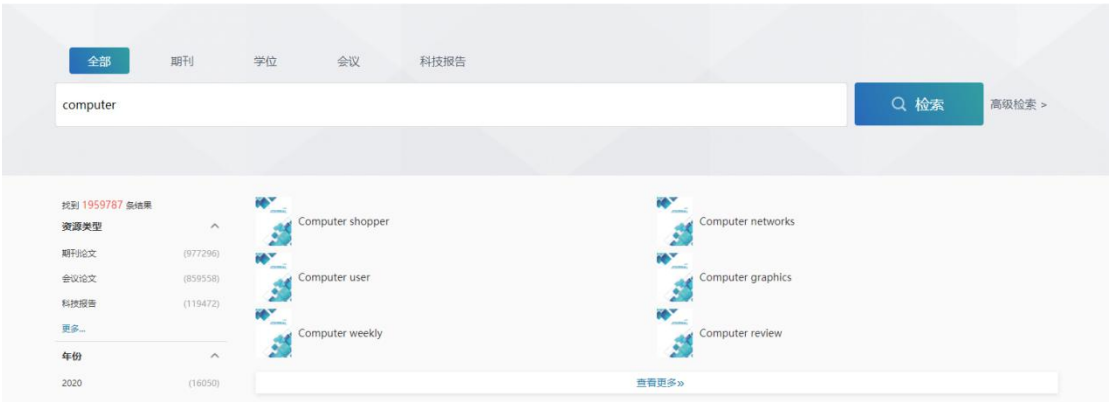 全部 期刊 学位 会议 科技报告
computer
检索
高级检索 >
找到 1959787 条结果
资源类型
期刊论文 (977296)
会议论文 (859558)
科技报告 (119472)
更多...
年份
2020 (16050)
Computer shopper
Computer networks
Computer user
Computer graphics
Computer weekly
Computer review
查看更多»